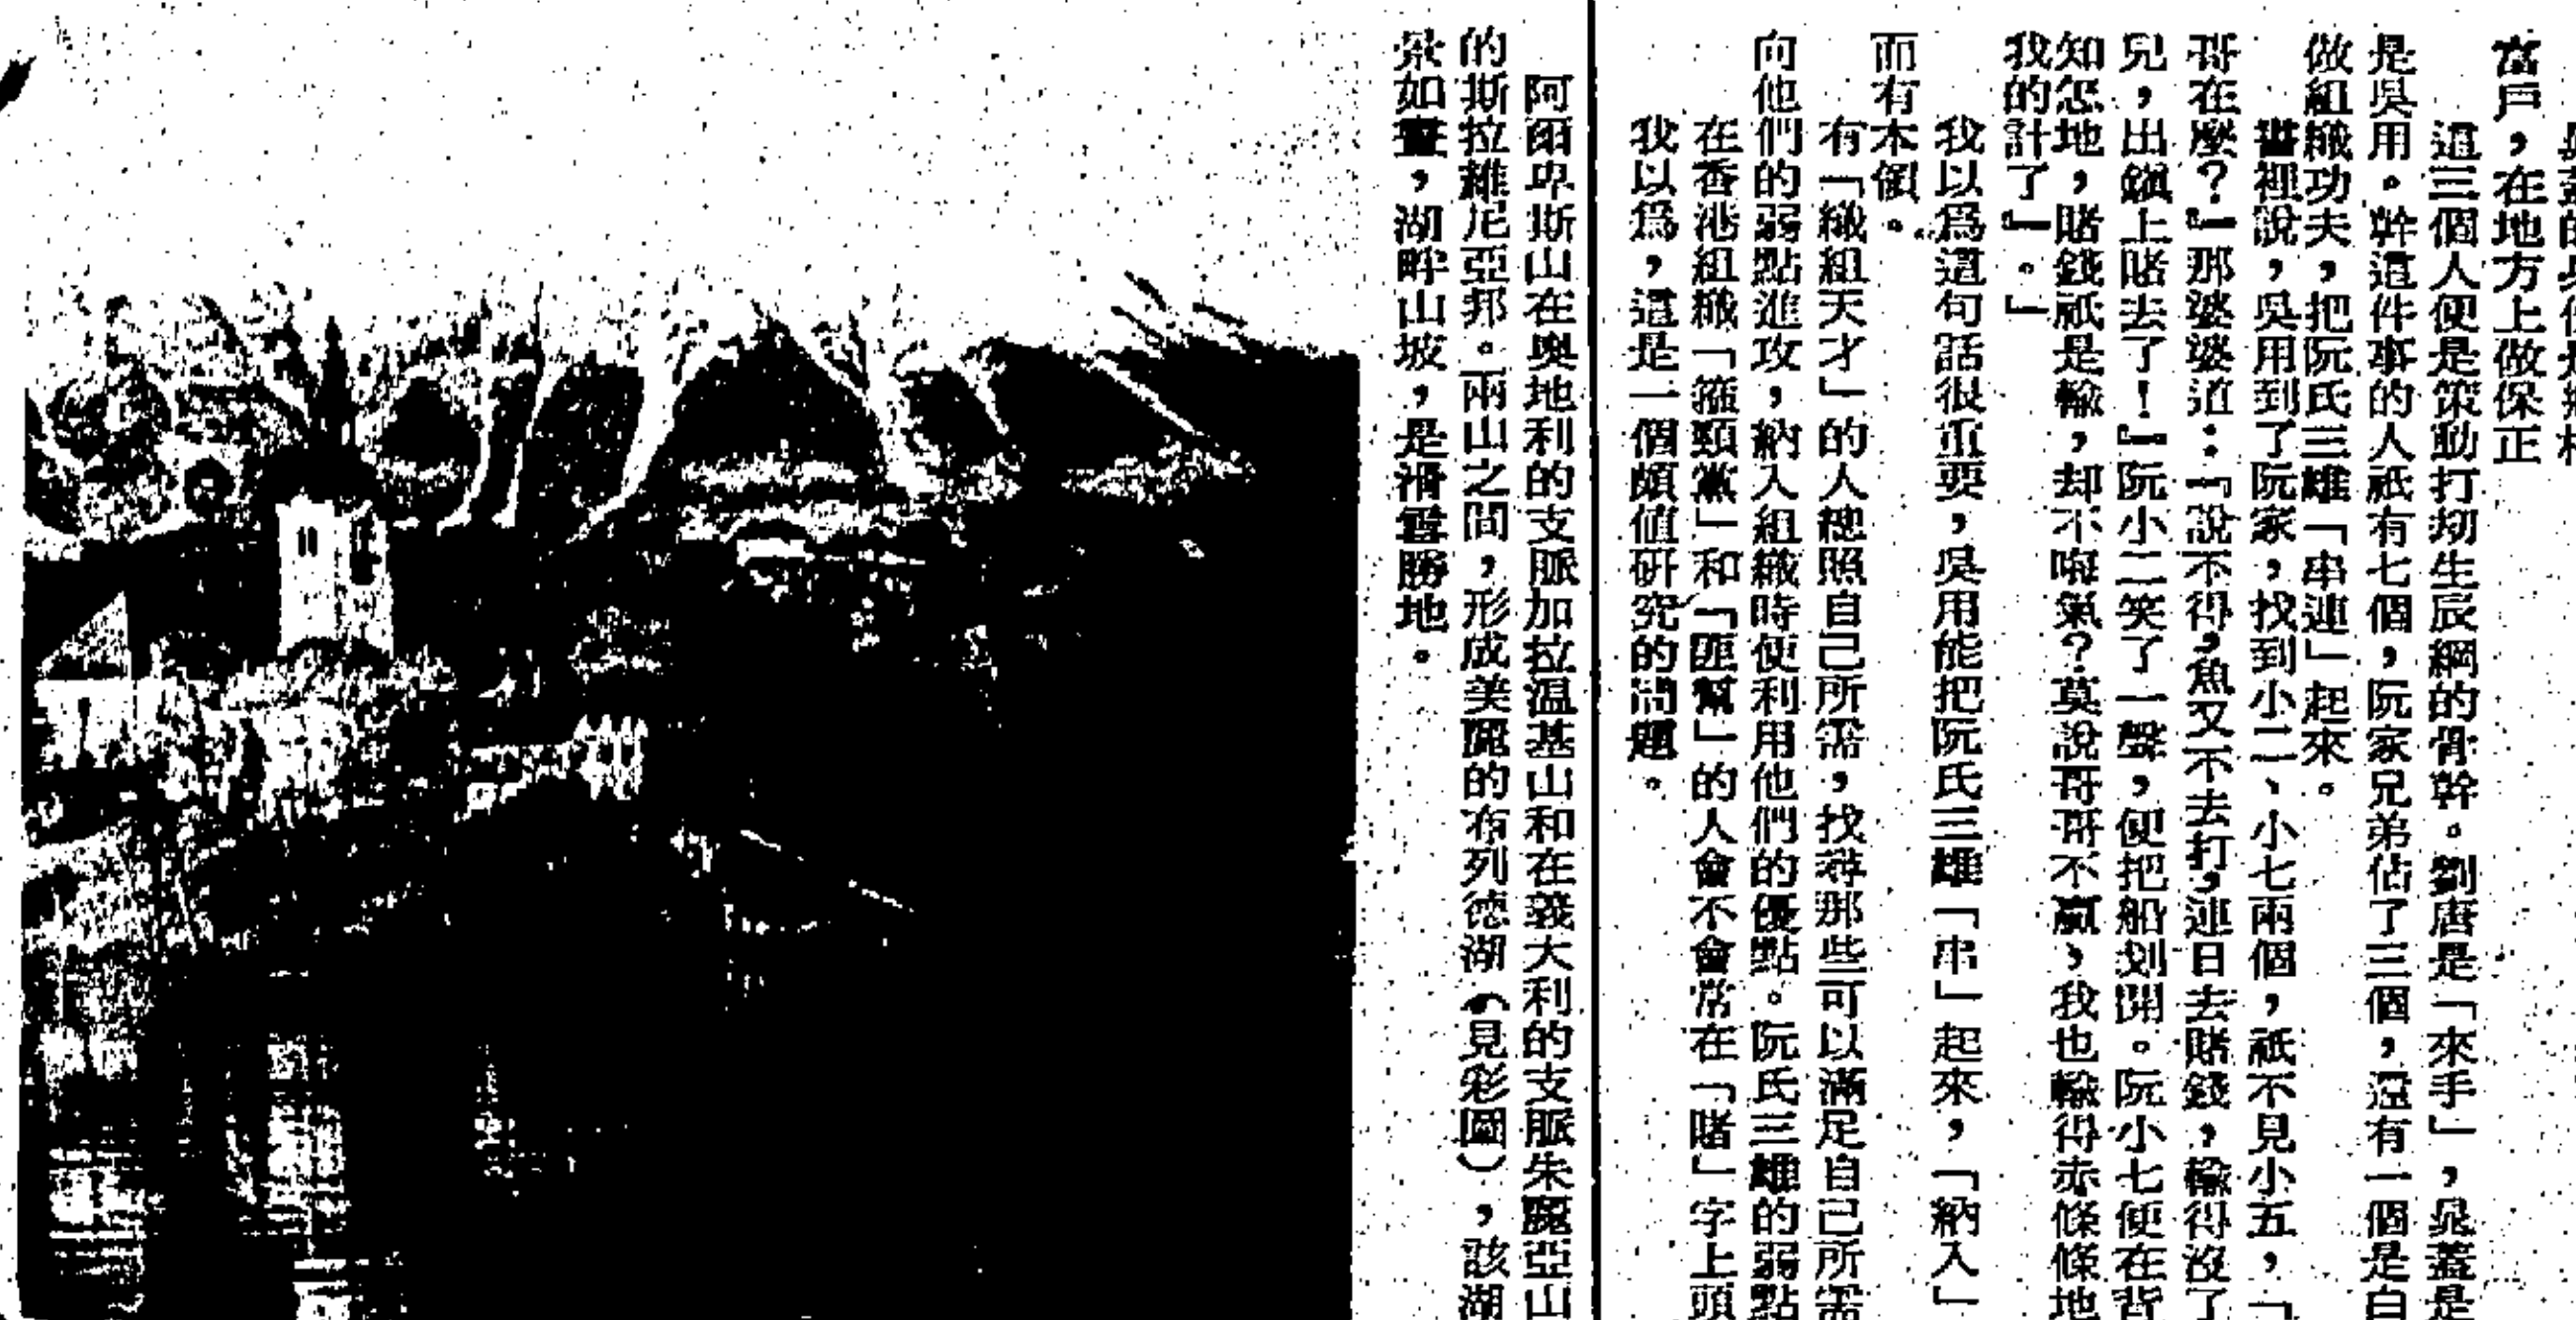 富戶，在地方上做保正
這三個人便是策動打刼生辰綱的骨幹。劉唐是「來手」，晁蓋是
是吳用。幹這件事的人祇有七個，阮家兄弟佔了三個，還有一個是白
做組織功夫，把阮氏三雄「串連」起來。
書裡說，吳用到了阮家，找到小二、小七兩個，祇不見小五，「
哥在麼？』那婆婆道：『說不得，魚又不去打，連日去賭錢，輸得沒了
兒，出鎭上賭去了！』阮小二笑了一聲，便把船划開。阮小七便在背
知怎地，賭錢祇是輸，却不晦氣？莫說哥哥不贏，我也輸得赤條條地
我的計了』。」
我以爲這句話很重要，吳用能把阮氏三雄「串」起來，「納入」
而有本領。
有「織組天才」的人總照自己所需，找尋那些可以滿足自己所需
向他們的弱點進攻，納入組織時便利用他們的優點。阮氏三雄的弱點
在香港組織「箍頸黨」和「匪幫」的人會不會常在「賭」字上頭
我以爲，這是一個頗值研究的問題。
阿爾卑斯山在奧地利的支脈加拉温基山和在義大利的支脈朱麗亞山
的斯拉維尼亞邦。兩山之間，形成美麗的布列德湖（見彩圖），該湖
景如畫，湖畔山坡，是滑雪勝地。